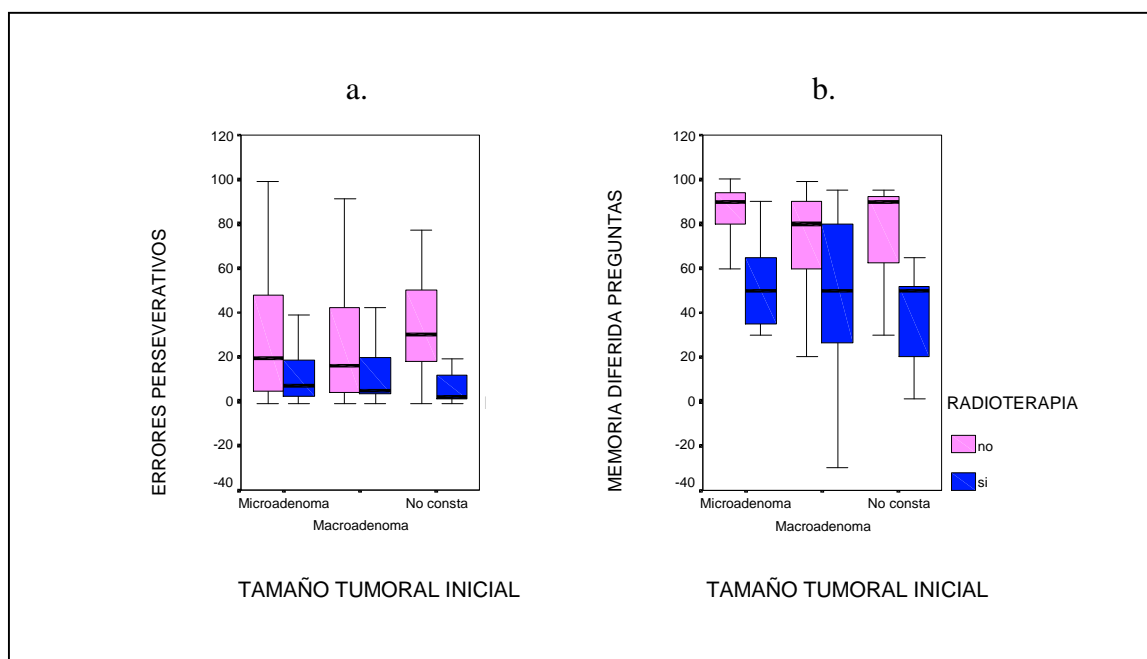 a.
120
100
80
60
40
20
0
-20
-40
ERRORES PERSEVERATIVOS
Microadenoma
Macroadenoma
No consta
TAMAÑO TUMORAL INICIAL
b.
120
100
80
60
40
20
0
-20
-40
MEMORIA DIFERIDA PREGUNTAS
Microadenoma
Macroadenoma
No consta
TAMAÑO TUMORAL INICIAL
RADIOTERAPIA
no
si